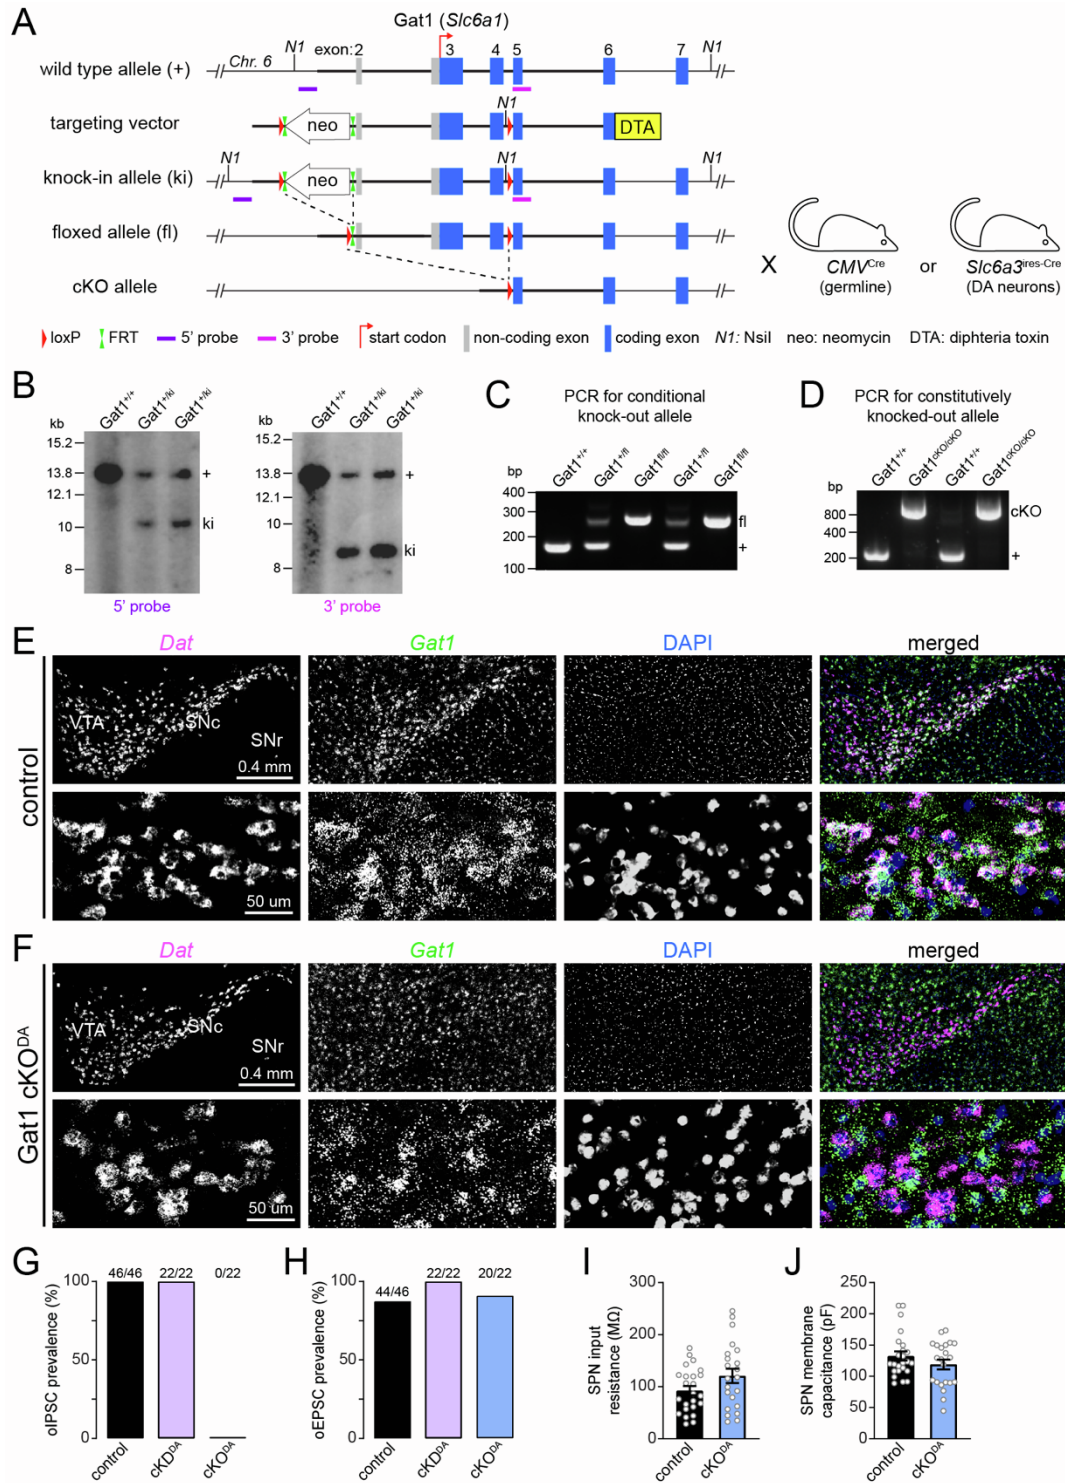 A
Gat1 (Slc6a1)
N1 exon: 2 3 4 5 6 7 N1
Chr. 6
wild type allele (+)
N1
targeting vector
neo
DTA
N1 N1 N1
knock-in allele (ki)
neo
floxed allele (fl)
X CMVCre or Slc6a3ires-Cre
(germline) (DA neurons)
cKO allele
loxP FRT 5' probe 3' probe start codon non-coding exon coding exon N1: NsiI neo: neomycin DTA: diphteria toxin
B
kb Gat1+/+ Gat1+/ki Gat1+/ki
15.2
13.8 +
12.1
10 ki
8
5' probe
Gat1+/+ Gat1+/ki Gat1+/ki
kb
15.2
13.8 +
12.1
10
ki
8
3' probe
C
PCR for conditional
knock-out allele
Gat1+/+ Gat1+/fl Gat1fl/fl Gat1+/fl Gat1fl/fl
bp
400
300 fl
200
+
100
D
PCR for constitutively
knocked-out allele
Gat1+/+ Gat1cKO/cKO Gat1+/+ Gat1cKO/cKO
bp
800 cKO
400
200 +
E
Dat Gat1 DAPI merged
control
VTA SNc
SNr
0.4 mm
50 um
F
Dat Gat1 DAPI merged
Gat1 cKODA
VTA SNc
SNr
0.4 mm
50 um
G
oIPSC prevalence (%)
46/46 22/22 0/22
100
50
0
control cKDDA cKODA
H
oEPSC prevalence (%)
44/46 22/22 20/22
100
50
0
control cKDDA cKODA
I
SPN input
resistance (MΩ)
300
200
100
0
control cKODA
J
SPN membrane
capacitance (pF)
250
200
150
100
50
0
control cKODA